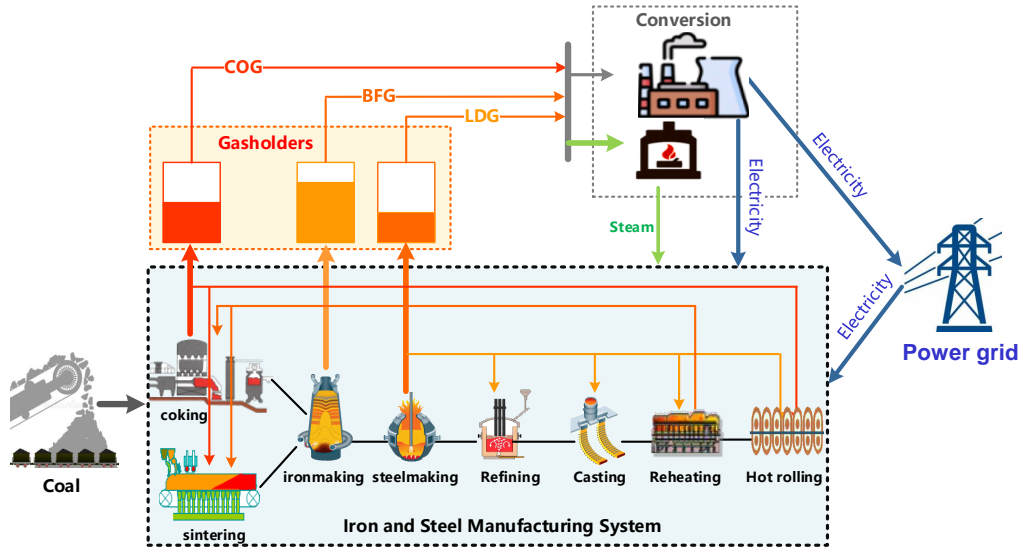 Conversion
COG
BFG
LDG
Gasholders
Electricity
Electricity
Steam
Electricity
Power grid
coking
Coal
ironmaking
steelmaking
Refining
Casting
Reheating
Hot rolling
sintering
Iron and Steel Manufacturing System